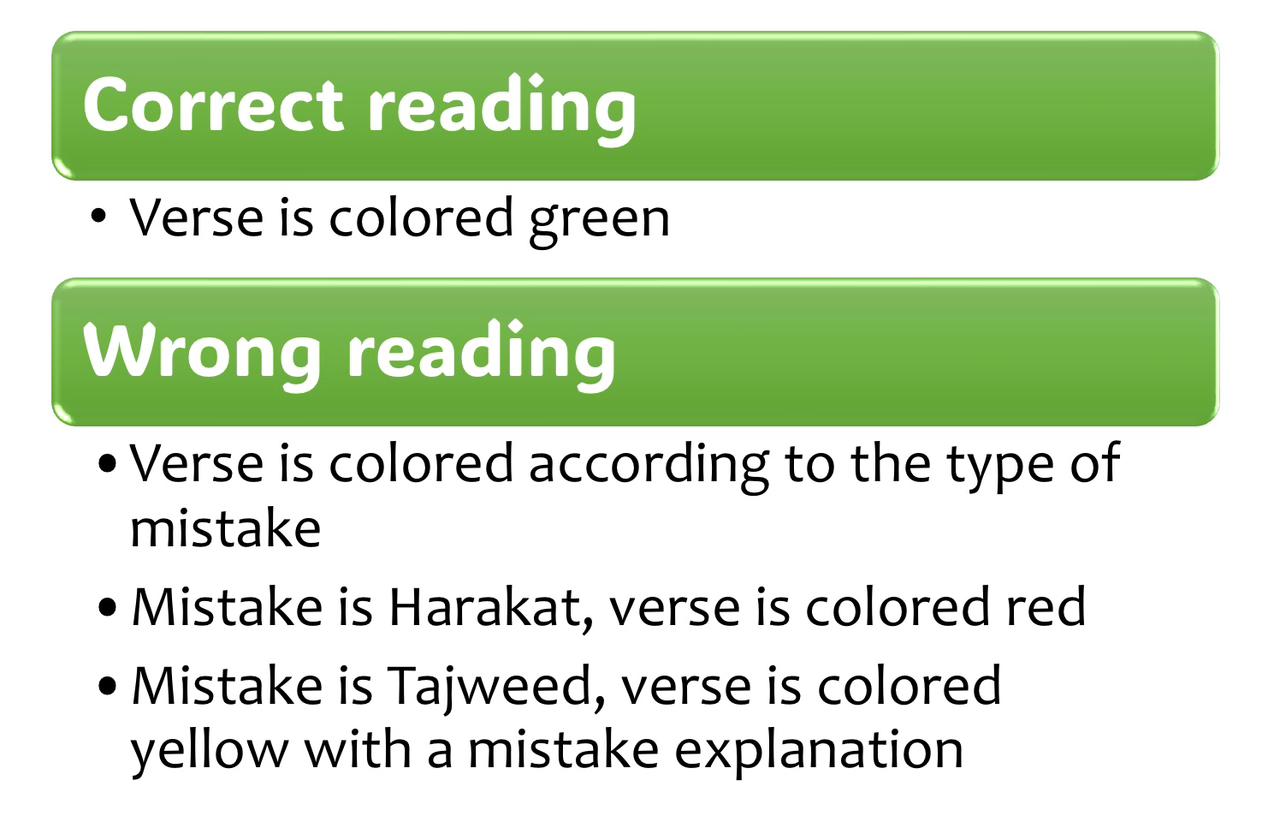 Correct reading
• Verse is colored green
Wrong reading
• Verse is colored according to the type of
mistake
• Mistake is Harakat, verse is colored red
• Mistake is Tajweed, verse is colored
yellow with a mistake explanation